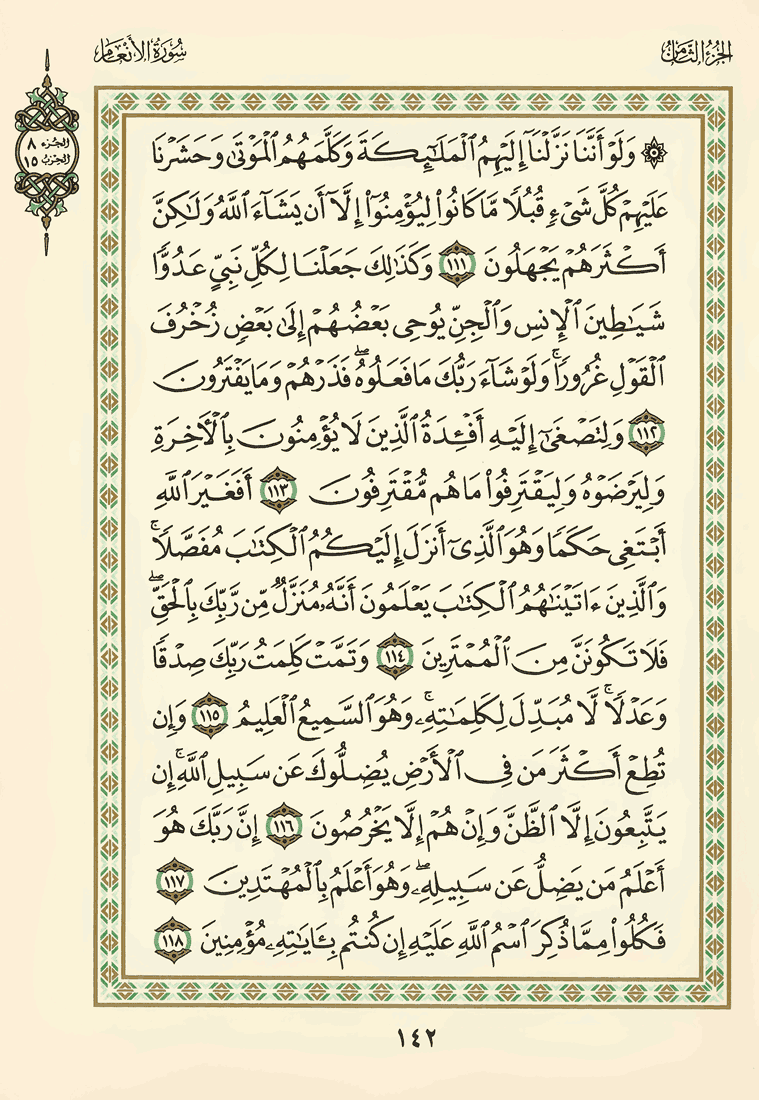 الجزء الثامن
سورة الأنعام
الجزء ٨
الحزب ١٥
۞ وَلَوْ أَنَّنَا نَزَّلْنَآ إِلَيْهِمُ ٱلْمَلَٰٓئِكَةَ وَكَلَّمَهُمُ ٱلْمَوْتَىٰ وَحَشَرْنَا
عَلَيْهِمْ كُلَّ شَىْءٍ قُبُلًا مَّا كَانُوا۟ لِيُؤْمِنُوٓا۟ إِلَّآ أَن يَشَآءَ ٱللَّهُ وَلَٰكِنَّ
أَكْثَرَهُمْ يَجْهَلُونَ ١١١ وَكَذَٰلِكَ جَعَلْنَا لِكُلِّ نَبِىٍّ عَدُوًّا
شَيَٰطِينَ ٱلْإِنسِ وَٱلْجِنِّ يُوحِى بَعْضُهُمْ إِلَىٰ بَعْضٍ زُخْرُفَ
ٱلْقَوْلِ غُرُورًا ۚ وَلَوْ شَآءَ رَبُّكَ مَا فَعَلُوهُ ۖ فَذَرْهُمْ وَمَا يَفْتَرُونَ
١١٢ وَلِتَصْغَىٰٓ إِلَيْهِ أَفْـِٔدَةُ ٱلَّذِينَ لَا يُؤْمِنُونَ بِٱلْءَاخِرَةِ
وَلِيَرْضَوْهُ وَلِيَقْتَرِفُوا۟ مَا هُم مُّقْتَرِفُونَ ١١٣ أَفَغَيْرَ ٱللَّهِ
أَبْتَغِى حَكَمًا وَهُوَ ٱلَّذِىٓ أَنزَلَ إِلَيْكُمُ ٱلْكِتَٰبَ مُفَصَّلًا ۚ
وَٱلَّذِينَ ءَاتَيْنَٰهُمُ ٱلْكِتَٰبَ يَعْلَمُونَ أَنَّهُۥ مُنَزَّلٌ مِّن رَّبِّكَ بِٱلْحَقِّ ۖ
فَلَا تَكُونَنَّ مِنَ ٱلْمُمْتَرِينَ ١١٤ وَتَمَّتْ كَلِمَتُ رَبِّكَ صِدْقًا
وَعَدْلًا ۚ لَّا مُبَدِّلَ لِكَلِمَٰتِهِۦ ۚ وَهُوَ ٱلسَّمِيعُ ٱلْعَلِيمُ ١١٥ وَإِن
تُطِعْ أَكْثَرَ مَن فِى ٱلْأَرْضِ يُضِلُّوكَ عَن سَبِيلِ ٱللَّهِ ۚ إِن
يَتَّبِعُونَ إِلَّا ٱلظَّنَّ وَإِنْ هُمْ إِلَّا يَخْرُصُونَ ١١٦ إِنَّ رَبَّكَ هُوَ
أَعْلَمُ مَن يَضِلُّ عَن سَبِيلِهِۦ ۖ وَهُوَ أَعْلَمُ بِٱلْمُهْتَدِينَ ١١٧
فَكُلُوا۟ مِمَّا ذُكِرَ ٱسْمُ ٱللَّهِ عَلَيْهِ إِن كُنتُم بِـَٔايَٰتِهِۦ مُؤْمِنِينَ ١١٨
١٤٢